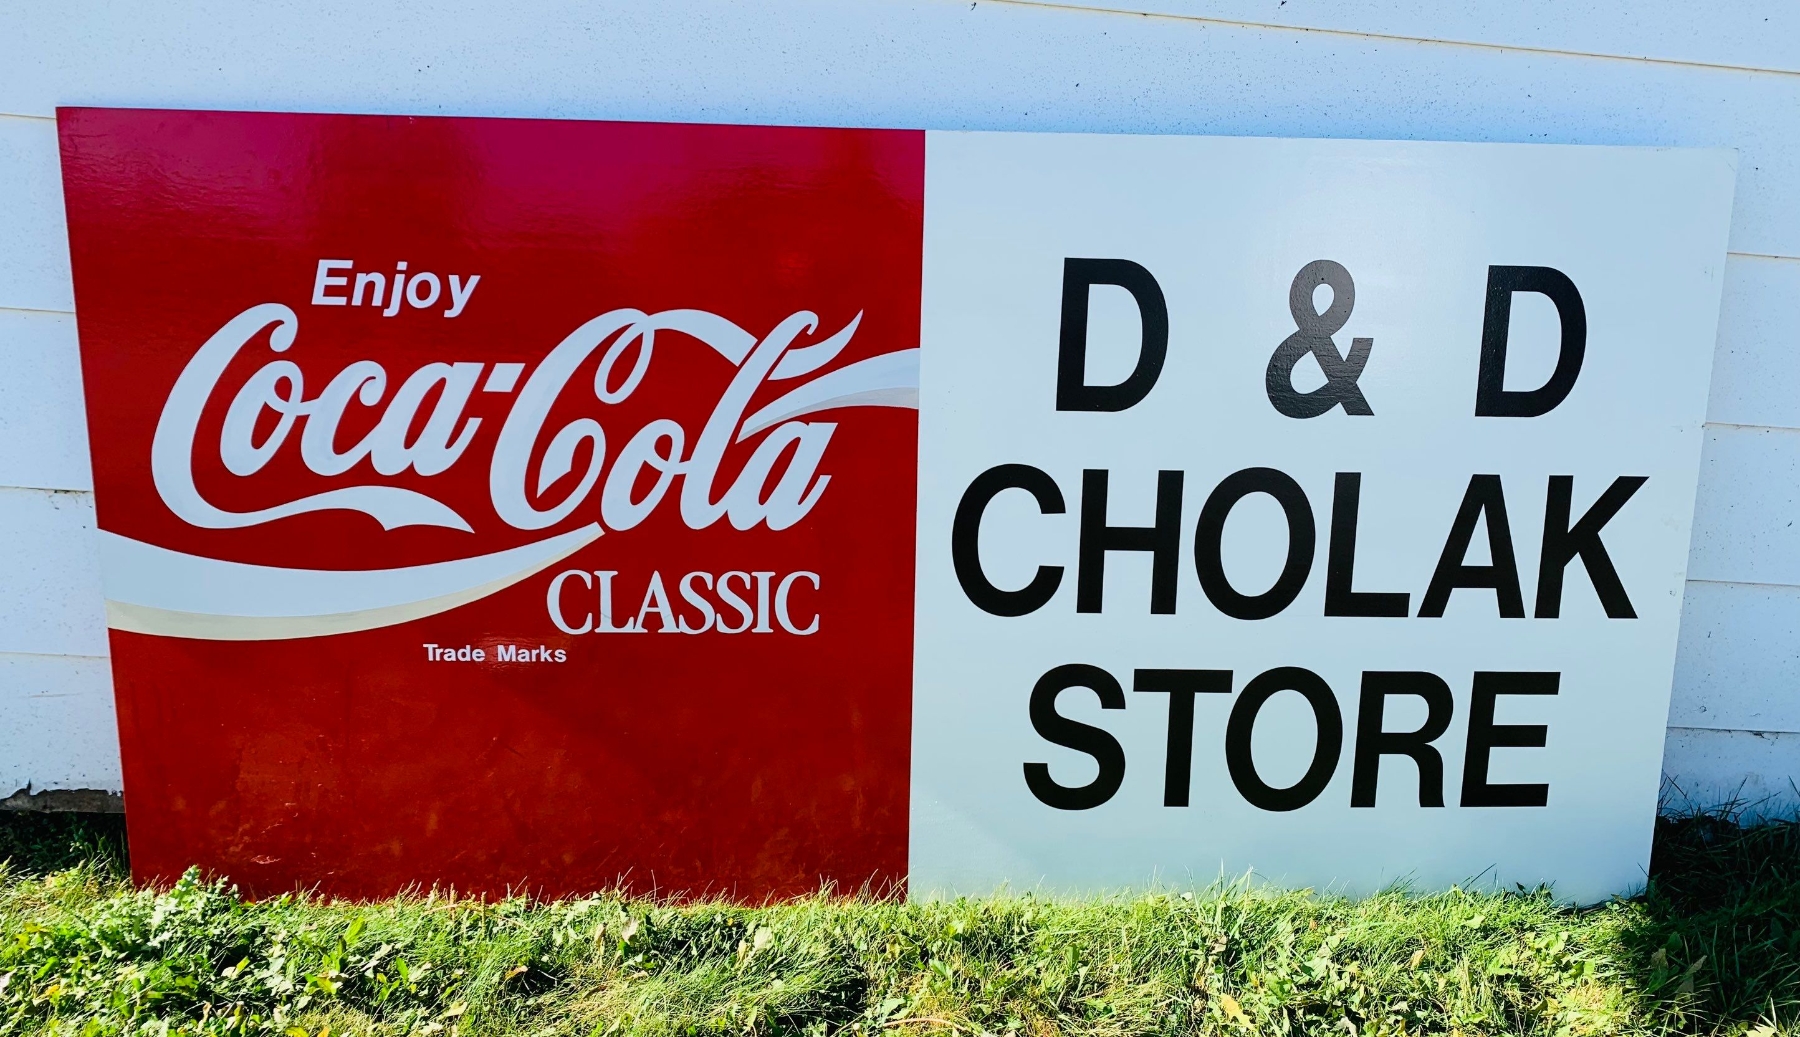 Enjoy
Coca-Cola
CLASSIC
Trade Marks
D & D
CHOLAK
STORE